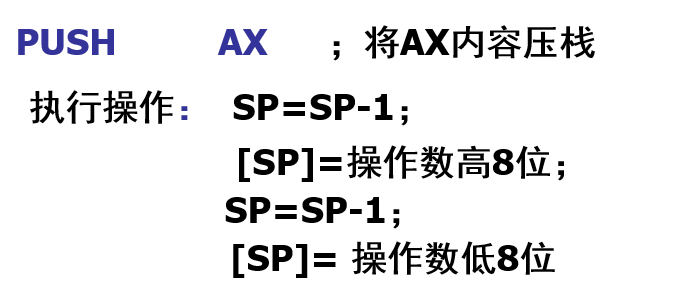 PUSH AX ；将AX内容压栈
执行操作： SP=SP-1；
[SP]=操作数高8位；
SP=SP-1；
[SP]= 操作数低8位